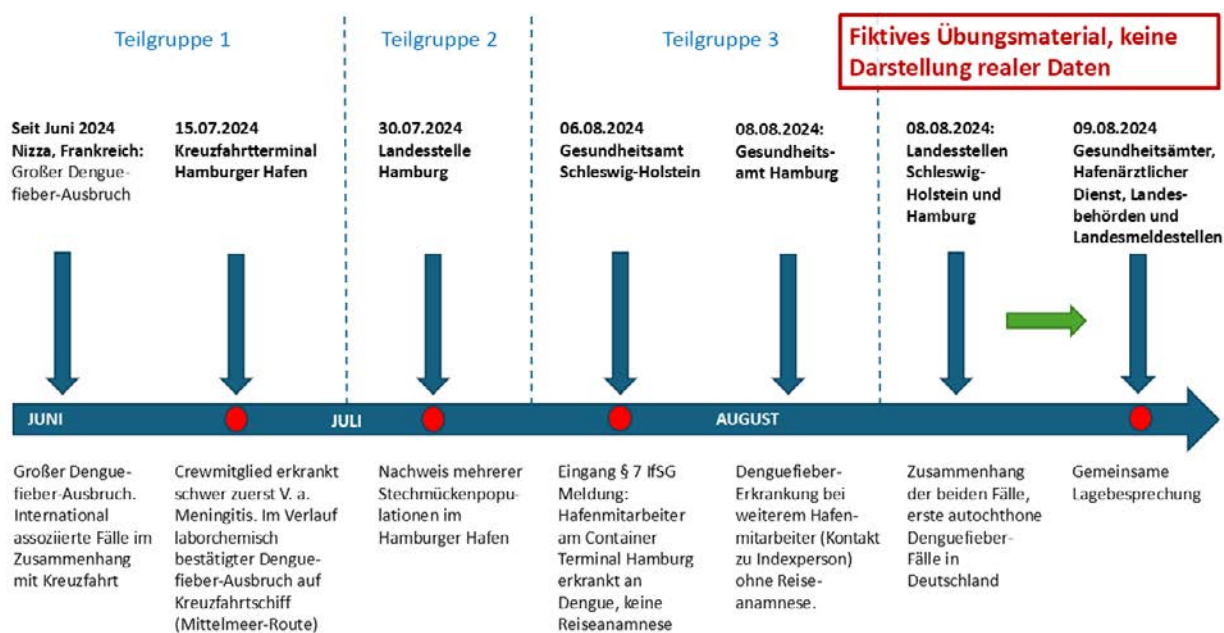 Teilgruppe 1
Teilgruppe 2
Teilgruppe 3
Fiktives Übungsmaterial, keine
Darstellung realer Daten
Seit Juni 2024
Nizza, Frankreich:
Großer Dengue-
fieber-Ausbruch
15.07.2024
Kreuzfahrtterminal
Hamburger Hafen
30.07.2024
Landesstelle
Hamburg
06.08.2024
Gesundheitsamt
Schleswig-Holstein
08.08.2024:
Gesundheits-
amt Hamburg
08.08.2024:
Landesstellen
Schleswig-
Holstein und
Hamburg
09.08.2024
Gesundheitsämter,
Hafenärztlicher
Dienst, Landes-
behörden und
Landesmeldestellen
JUNI
JULI
AUGUST
Großer Dengue-
fieber-Ausbruch.
International
assoziierte Fälle im
Zusammenhang
mit Kreuzfahrt
Crewmitglied erkrankt
schwer zuerst V. a.
Meningitis. Im Verlauf
laborchemisch
bestätigter Dengue-
fieber-Ausbruch auf
Kreuzfahrtschiff
(Mittelmeer-Route)
Nachweis mehrerer
Stechmückenpopu-
lationen im
Hamburger Hafen
Eingang § 7 IfSG
Meldung:
Hafenmitarbeiter
am Container
Terminal Hamburg
erkrankt an
Dengue, keine
Reiseanamnese
Denguefieber-
Erkrankung bei
weiterem Hafen-
mitarbeiter (Kontakt
zu Indexperson)
ohne Reise-
anamnese.
Zusammenhang
der beiden Fälle,
erste autochthone
Denguefieber-
Fälle in
Deutschland
Gemeinsame
Lagebesprechung